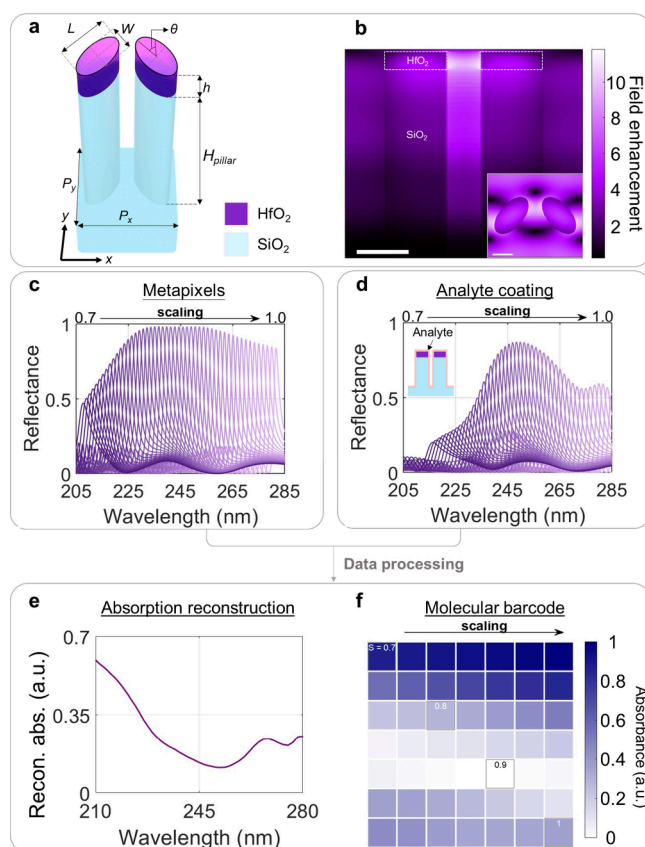 a
L
W
θ
h
H_pillar
P_y
P_x
y
x
HfO₂
SiO₂
b
HfO₂
SiO₂
10
8
6
4
2
Field enhancement
c
Metapixels
0.7 scaling 1.0
1
0.5
0
Reflectance
205 225 245 265 285
Wavelength (nm)
d
Analyte coating
0.7 scaling 1.0
Analyte
1
0.5
0
Reflectance
205 225 245 265 285
Wavelength (nm)
Data processing
e
Absorption reconstruction
0.7
0.35
0
Recon. abs. (a.u.)
210 245 280
Wavelength (nm)
f
Molecular barcode
scaling
S = 0.7
0.8
0.9
1
1
0.8
0.6
0.4
0.2
0
Absorbance (a.u.)